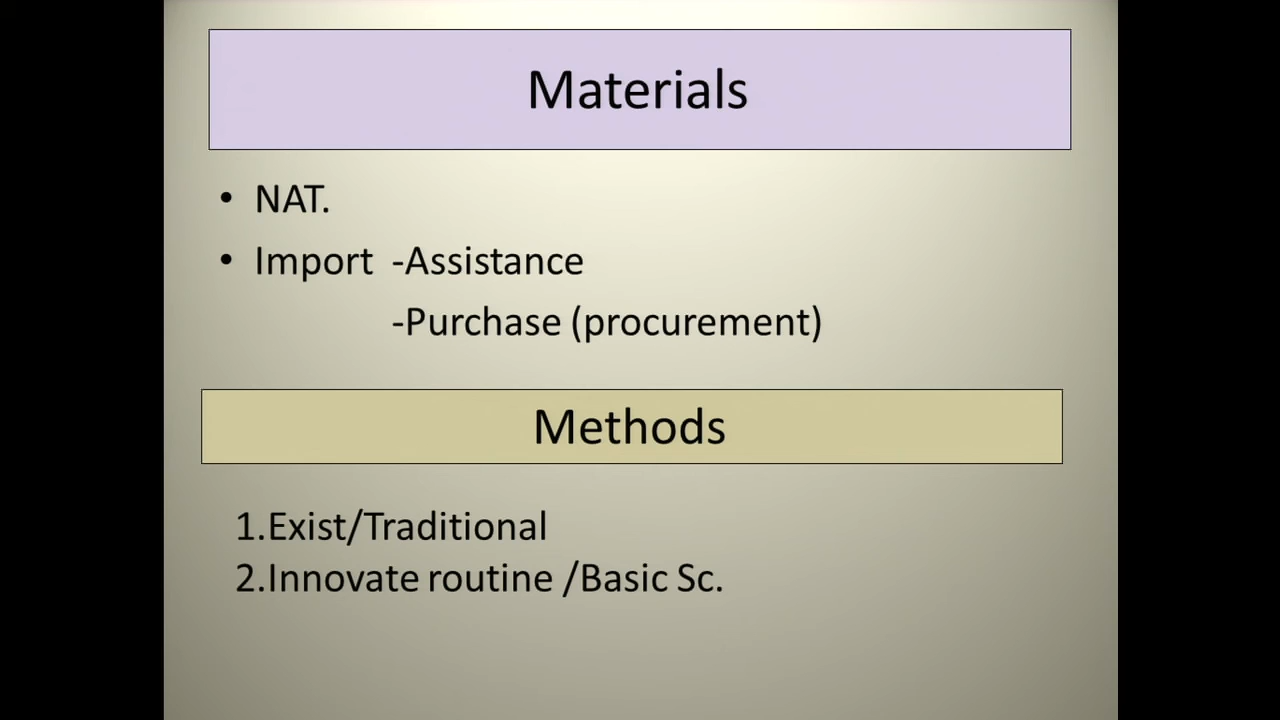 Materials
• NAT.
• Import -Assistance
-Purchase (procurement)
Methods
1.Exist/Traditional
2.Innovate routine /Basic Sc.